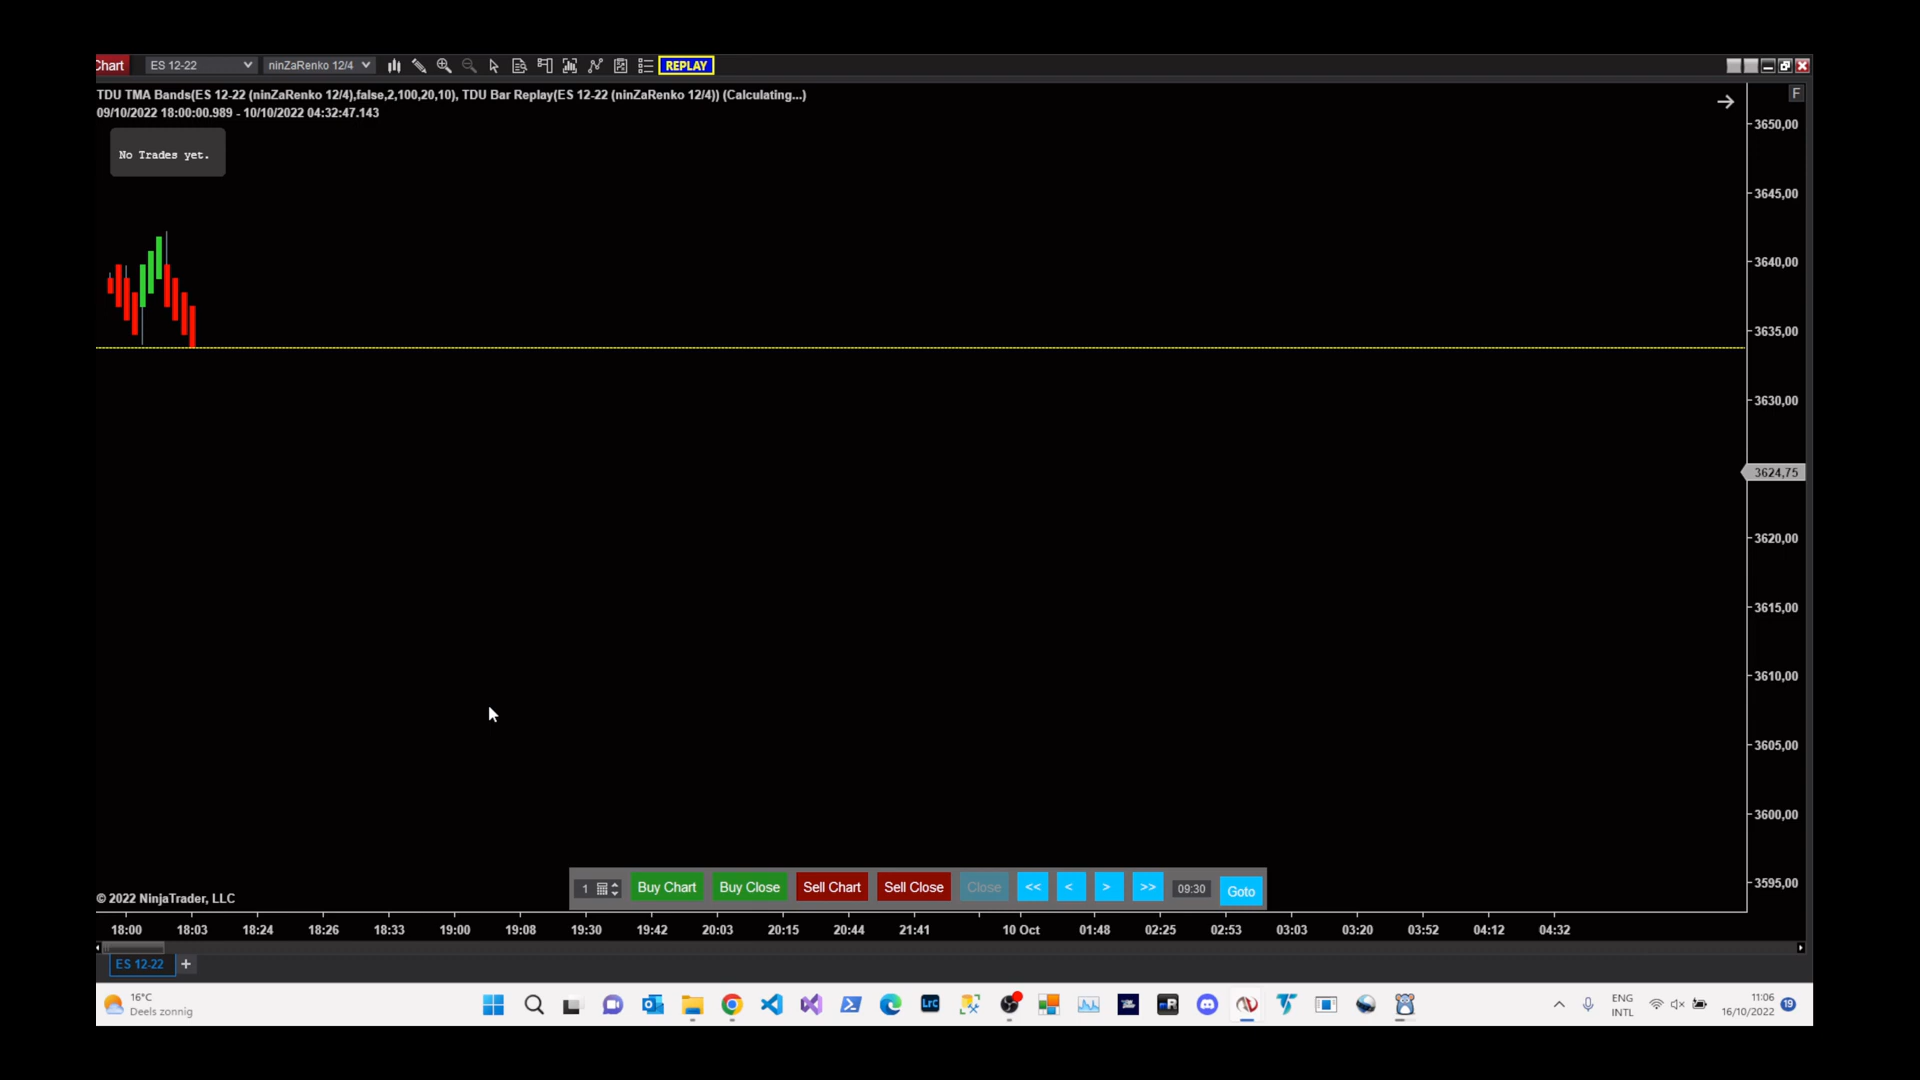 Chart
ES 12-22
ninZaRenko 12/4
REPLAY
TDU TMA Bands(ES 12-22 (ninZaRenko 12/4),false,2,100,20,10), TDU Bar Replay(ES 12-22 (ninZaRenko 12/4)) (Calculating...)
09/10/2022 18:00:00.989 - 10/10/2022 04:32:47.143
F
No Trades yet.
3650,00
3645,00
3640,00
3635,00
3630,00
3624,75
3620,00
3615,00
3610,00
3605,00
3600,00
3595,00
1
Buy Chart
Buy Close
Sell Chart
Sell Close
Close
<<
<
>
>>
09:30
Goto
© 2022 NinjaTrader, LLC
18:00 18:03 18:24 18:26 18:33 19:00 19:08 19:30 19:42 20:03 20:15 20:44 21:41 10 Oct 01:48 02:25 02:53 03:03 03:20 03:52 04:12 04:32
ES 12-22
+
16°C
Deels zonnig
Lrc
ENG
INTL
11:06
16/10/2022
19